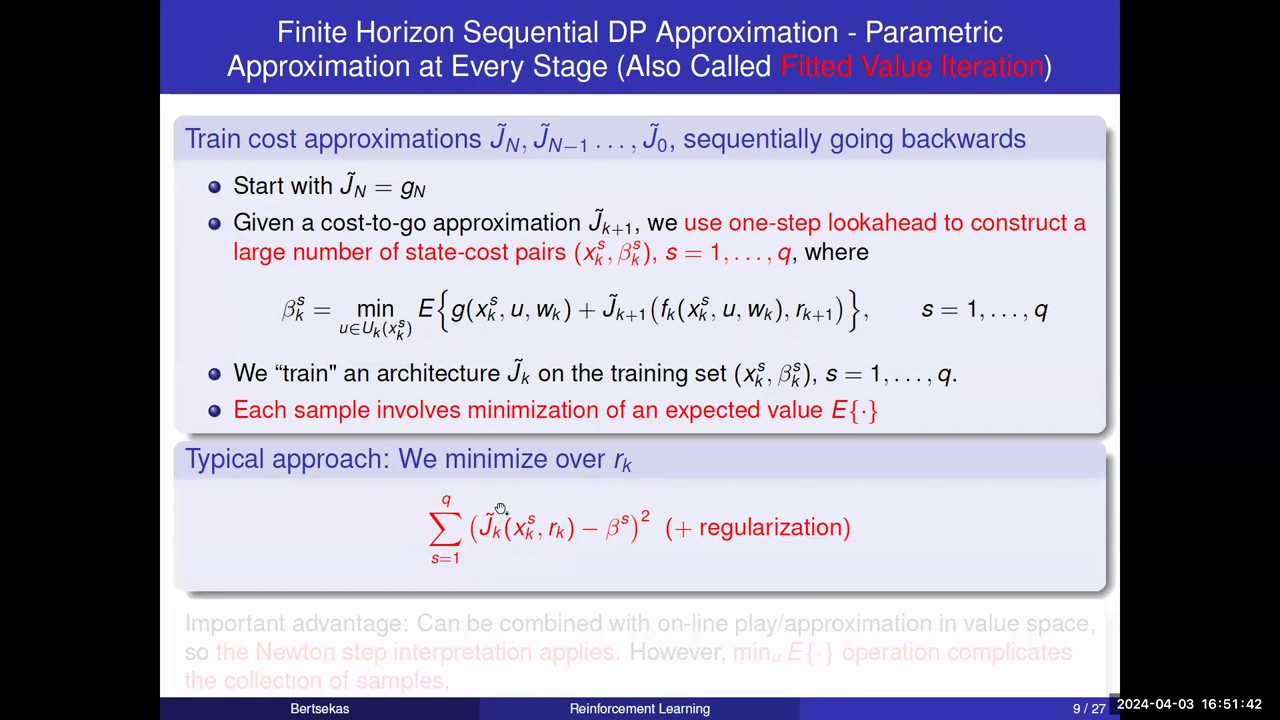 Finite Horizon Sequential DP Approximation - Parametric
Approximation at Every Stage (Also Called Fitted Value Iteration)
Train cost approximations J̃_N, J̃_{N−1} . . . , J̃_0, sequentially going backwards
Start with J̃_N = g_N
Given a cost-to-go approximation J̃_{k+1}, we use one-step lookahead to construct a
large number of state-cost pairs (x_k^s, β_k^s), s = 1, . . . , q, where
β_k^s = min_{u∈U_k(x_k^s)} E{g(x_k^s, u, w_k) + J̃_{k+1}(f_k(x_k^s, u, w_k), r_{k+1})}, s = 1, . . . , q
We “train" an architecture J̃_k on the training set (x_k^s, β_k^s), s = 1, . . . , q.
Each sample involves minimization of an expected value E{·}
Typical approach: We minimize over r_k
∑_{s=1}^q (J̃_k(x_k^s, r_k) − β^s)^2 (+ regularization)
Important advantage: Can be combined with on-line play/approximation in value space,
so the Newton step interpretation applies. However, min_u E{·} operation complicates
the collection of samples.
Bertsekas Reinforcement Learning 9 / 27
2024-04-03 16:51:42